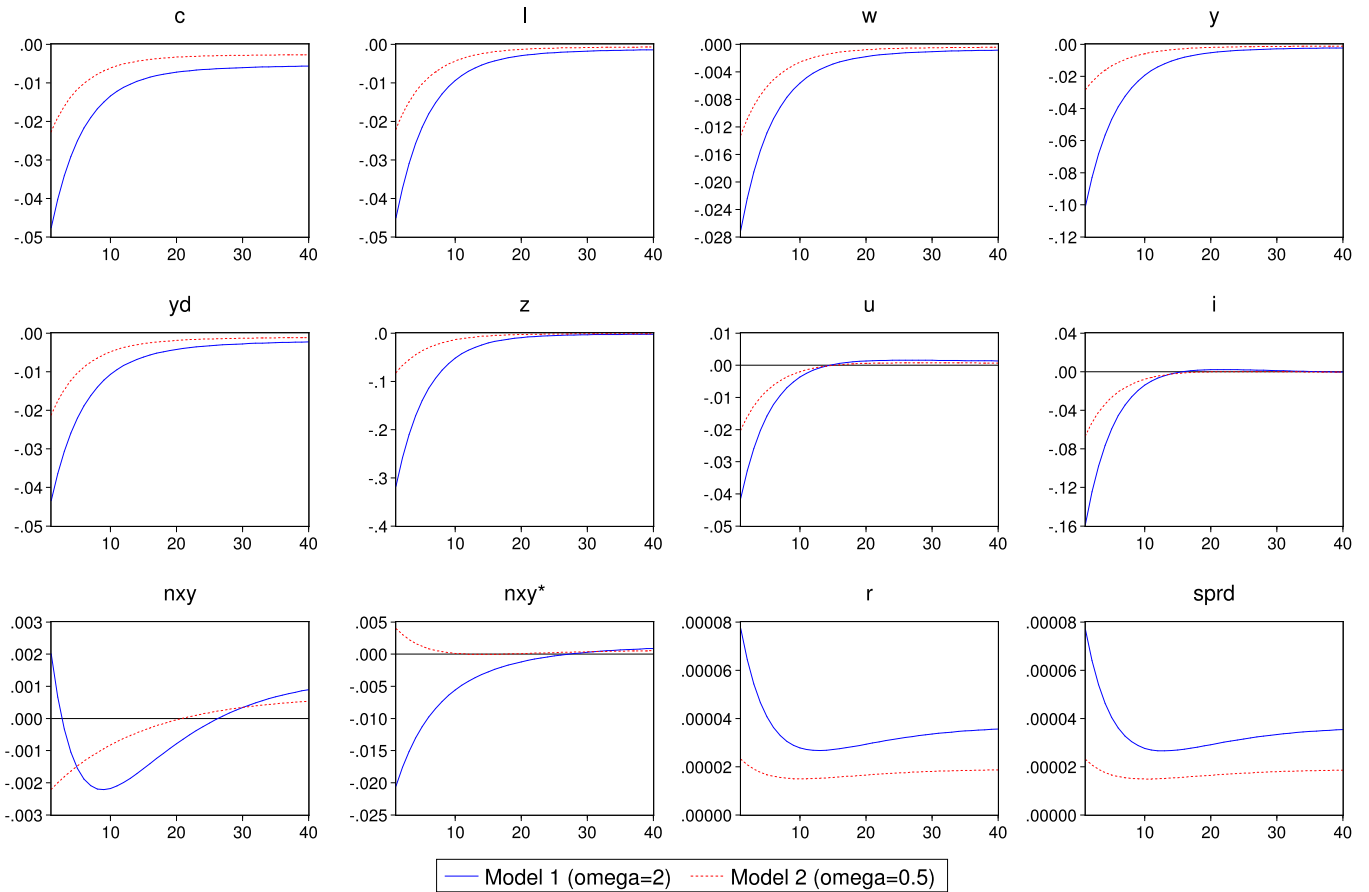 c l w y
.00 .00 .000 .00
-.01 -.01 -.004 -.02
-.02 -.02 -.008 -.04
-.03 -.03 -.012 -.06
-.04 -.04 -.016 -.08
-.05 -.05 -.020 -.10
-.024 -.12
-.028
10 20 30 40 10 20 30 40 10 20 30 40 10 20 30 40
yd z u i
.00 .0 .01 .04
-.01 -.1 .00 .00
-.02 -.2 -.01 -.04
-.03 -.3 -.02 -.08
-.04 -.4 -.03 -.12
-.05 -.04 -.16
-.05
10 20 30 40 10 20 30 40 10 20 30 40 10 20 30 40
nxy nxy* r sprd
.003 .005 .00008 .00008
.002 .000 .00006 .00006
.001 -.005 .00004 .00004
.000 -.010 .00002 .00002
-.001 -.015 .00000 .00000
-.002 -.020
-.003 -.025
10 20 30 40 10 20 30 40 10 20 30 40 10 20 30 40
Model 1 (omega=2) Model 2 (omega=0.5)